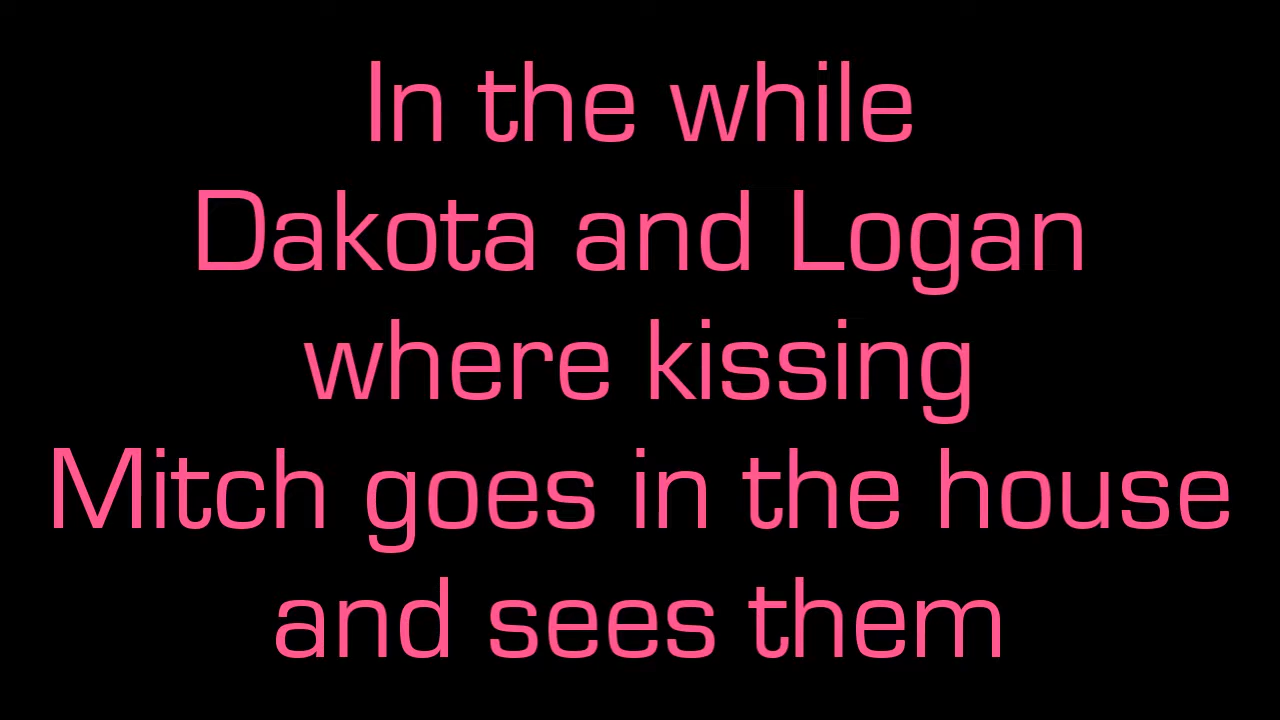 In the while
Dakota and Logan
where kissing
Mitch goes in the house
and sees them